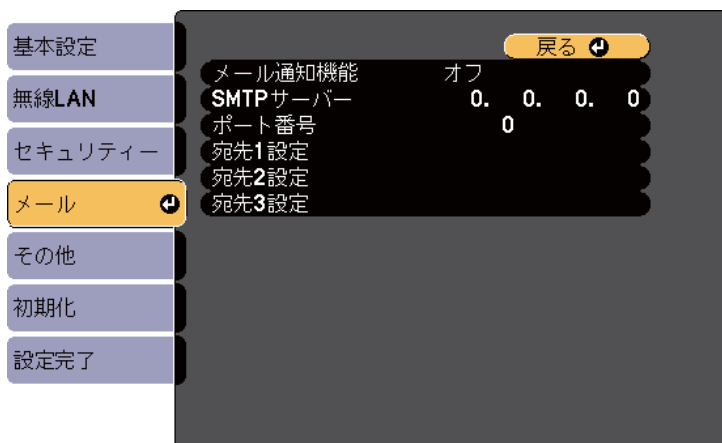 基本設定
無線LAN
セキュリティー
メール
その他
初期化
設定完了
戻る
メール通知機能 オフ
SMTPサーバー 0. 0. 0. 0
ポート番号 0
宛先1設定
宛先2設定
宛先3設定